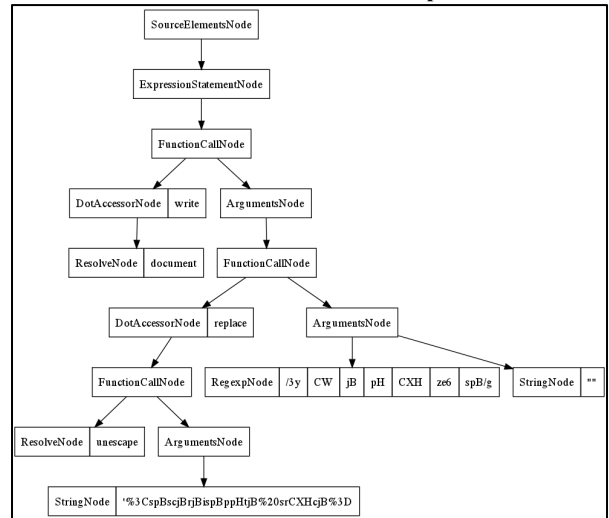 SourceElementsNode
ExpressionStatementNode
FunctionCallNode
DotAccessorNode write ArgumentsNode
ResolveNode document FunctionCallNode
DotAccessorNode replace ArgumentsNode
FunctionCallNode RegexpNode /3y CW jB pH CXH ze6 spB/g StringNode ""
ResolveNode unescape ArgumentsNode
StringNode '%3CspBscjBrjBispBppHtjB%20srCXHcjB%3D